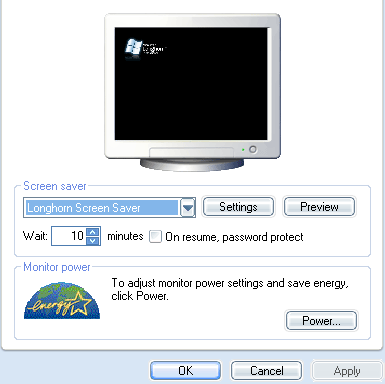 Longhorn
Screen saver
Longhorn Screen Saver
Settings
Preview
Wait:
10
minutes
On resume, password protect
Monitor power
energy
To adjust monitor power settings and save energy,
click Power.
Power...
OK
Cancel
Apply